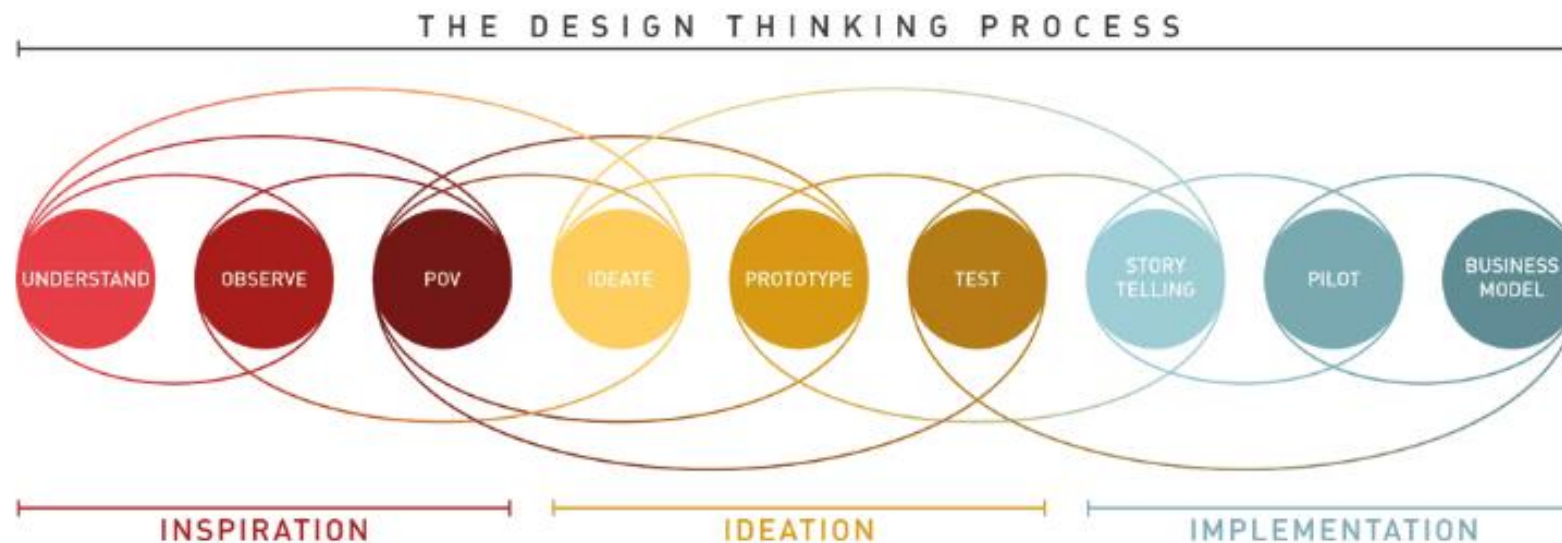 THE DESIGN THINKING PROCESS
UNDERSTAND
OBSERVE
POV
IDEATE
PROTOTYPE
TEST
STORY
TELLING
PILOT
BUSINESS
MODEL
INSPIRATION
IDEATION
IMPLEMENTATION